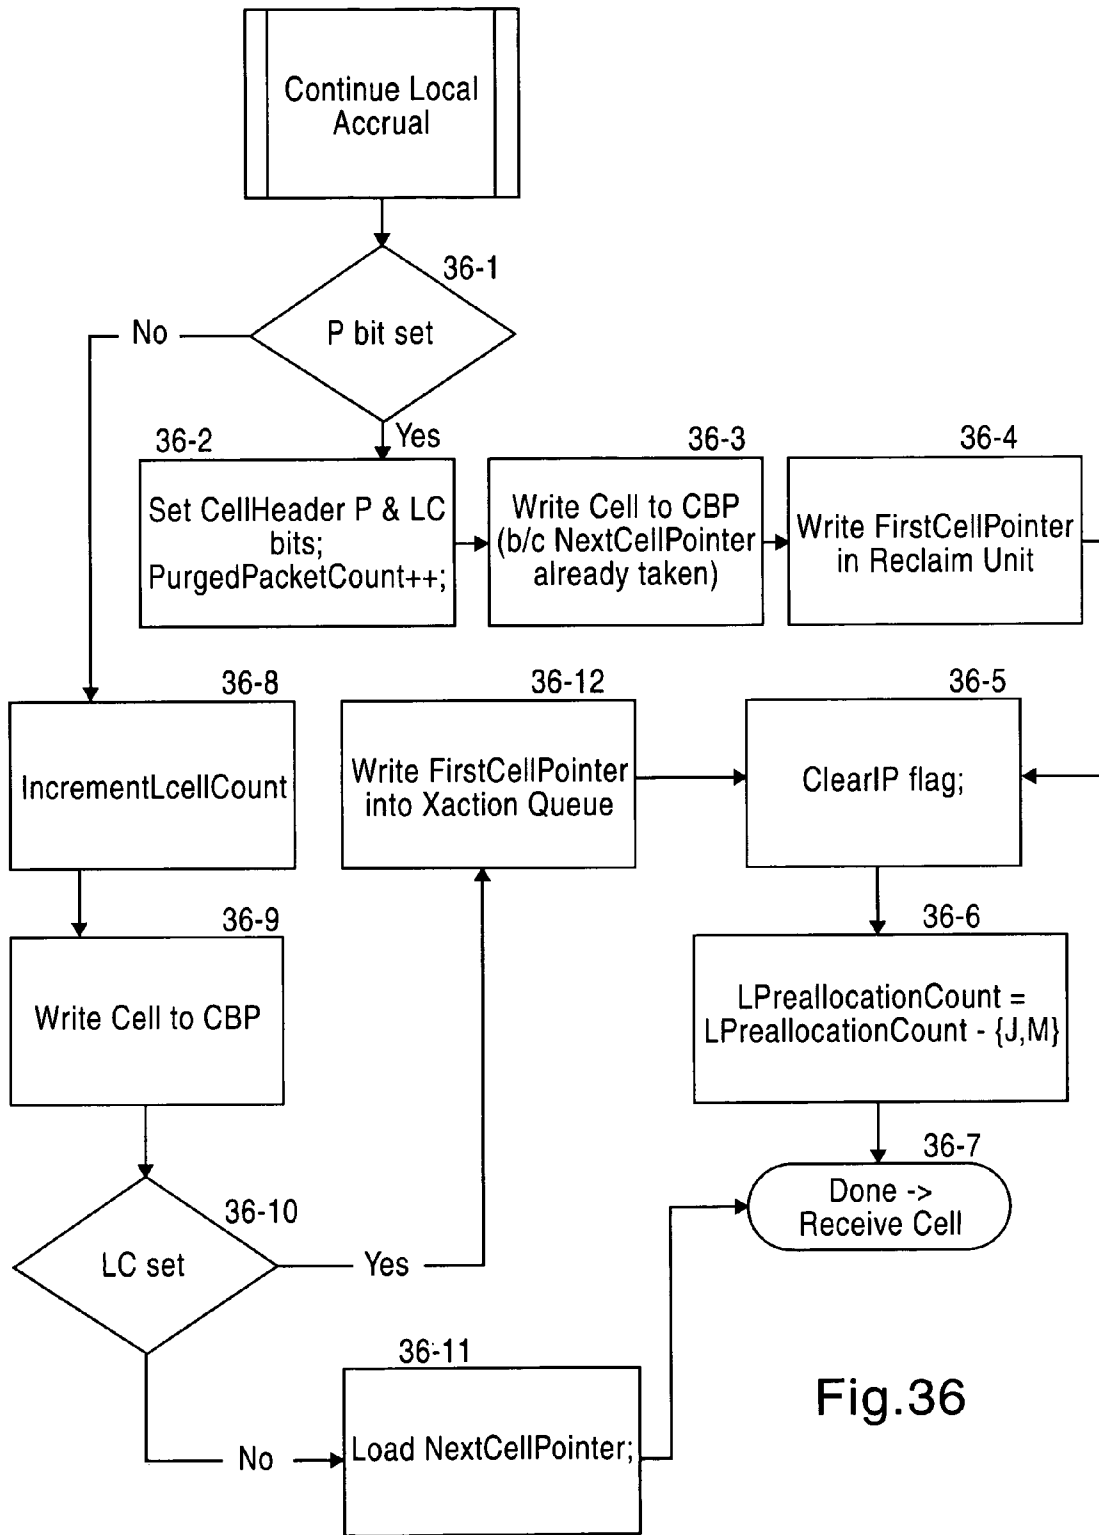 Continue Local
Accrual
36-1
P bit set
No
Yes
36-2
Set CellHeader P & LC
bits;
PurgedPacketCount++;
36-3
Write Cell to CBP
(b/c NextCellPointer
already taken)
36-4
Write FirstCellPointer
in Reclaim Unit
36-8
IncrementLcellCount
36-12
Write FirstCellPointer
into Xaction Queue
36-5
ClearIP flag;
36-9
Write Cell to CBP
36-6
LPreallocationCount =
LPreallocationCount - {J,M}
36-10
LC set
Yes
36-7
Done ->
Receive Cell
36-11
Load NextCellPointer;
No
Fig.36